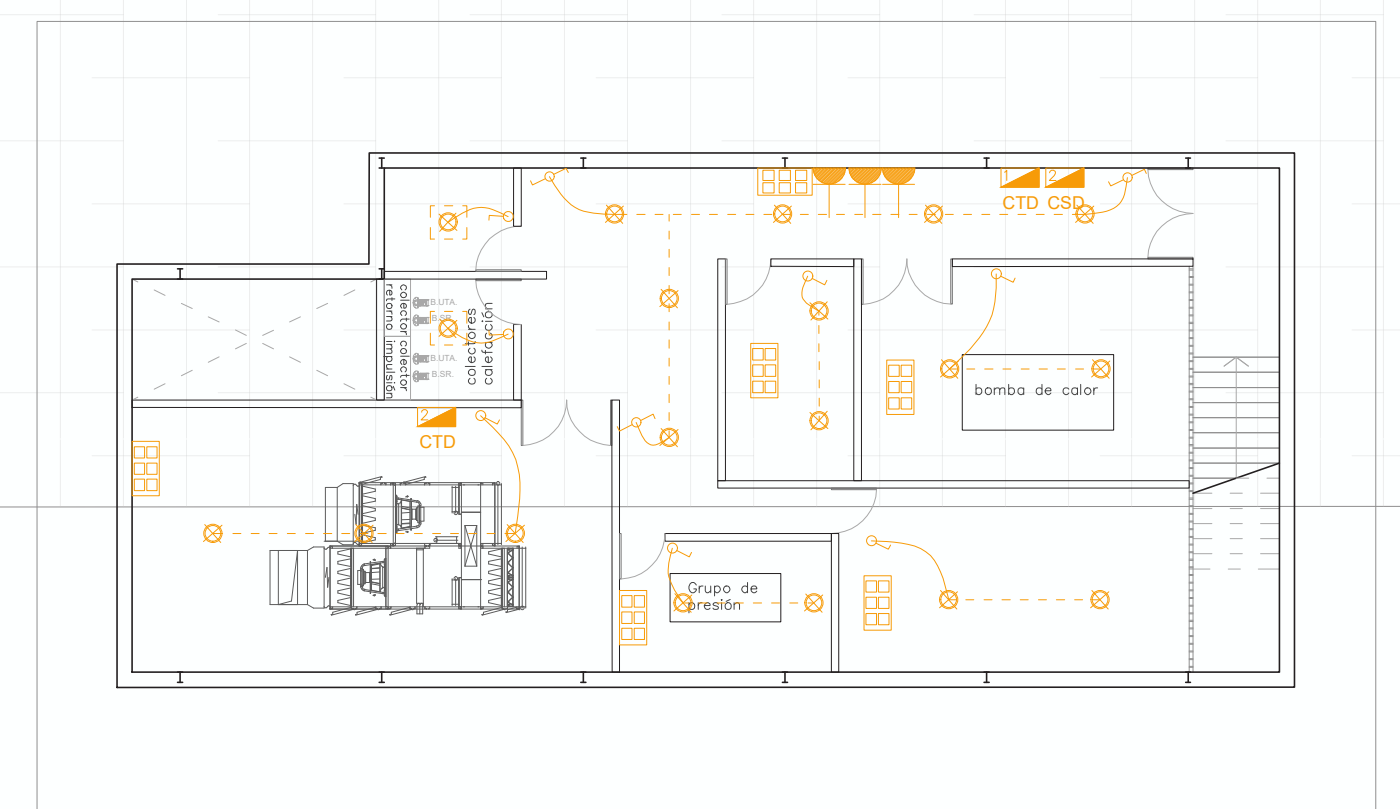 1
2
CTD
CSD
colector
retorno
colector
impulsión
B.UTA.
B.SR.
B.UTA.
B.SR.
colectores
calefacción
bomba de calor
2
CTD
Grupo de
presión